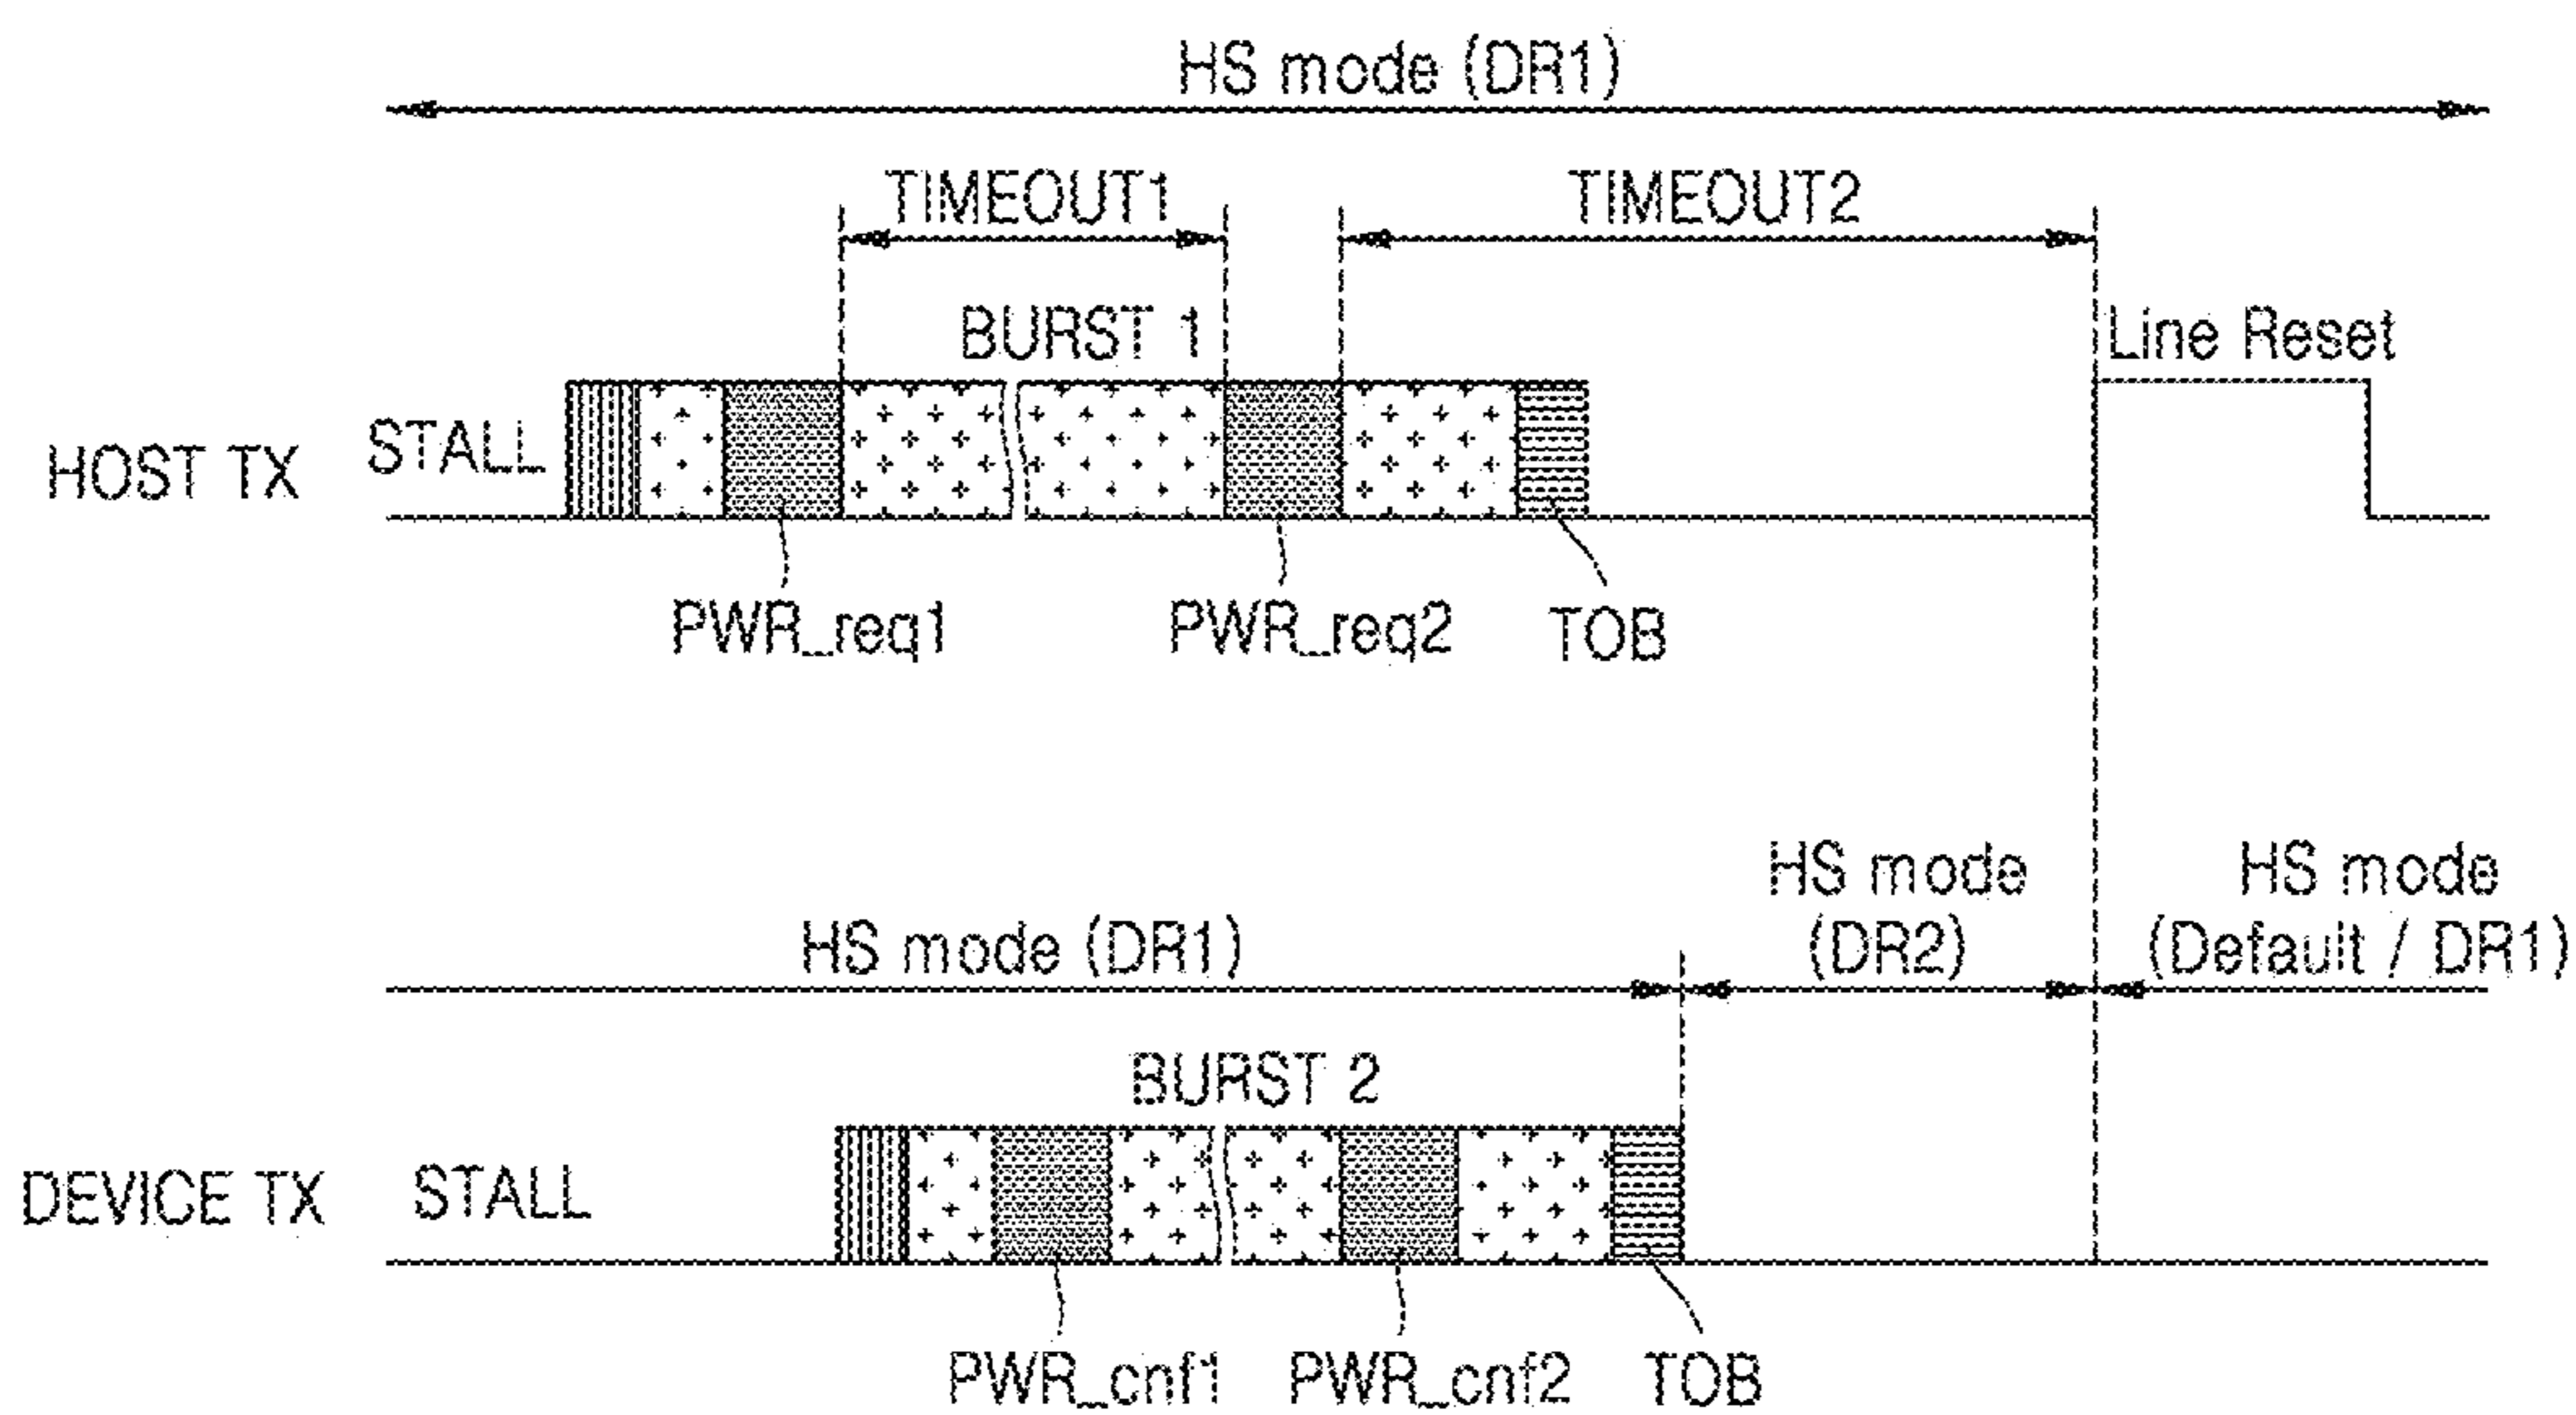 HS mode (DR1)
TIMEOUT1
TIMEOUT2
BURST 1
Line Reset
HOST TX
STALL
PWR_req1
PWR_req2
TOB
HS mode (DR1)
HS mode
(DR2)
HS mode
(Default / DR1)
BURST 2
DEVICE TX
STALL
PWR_cnf1
PWR_cnf2
TOB